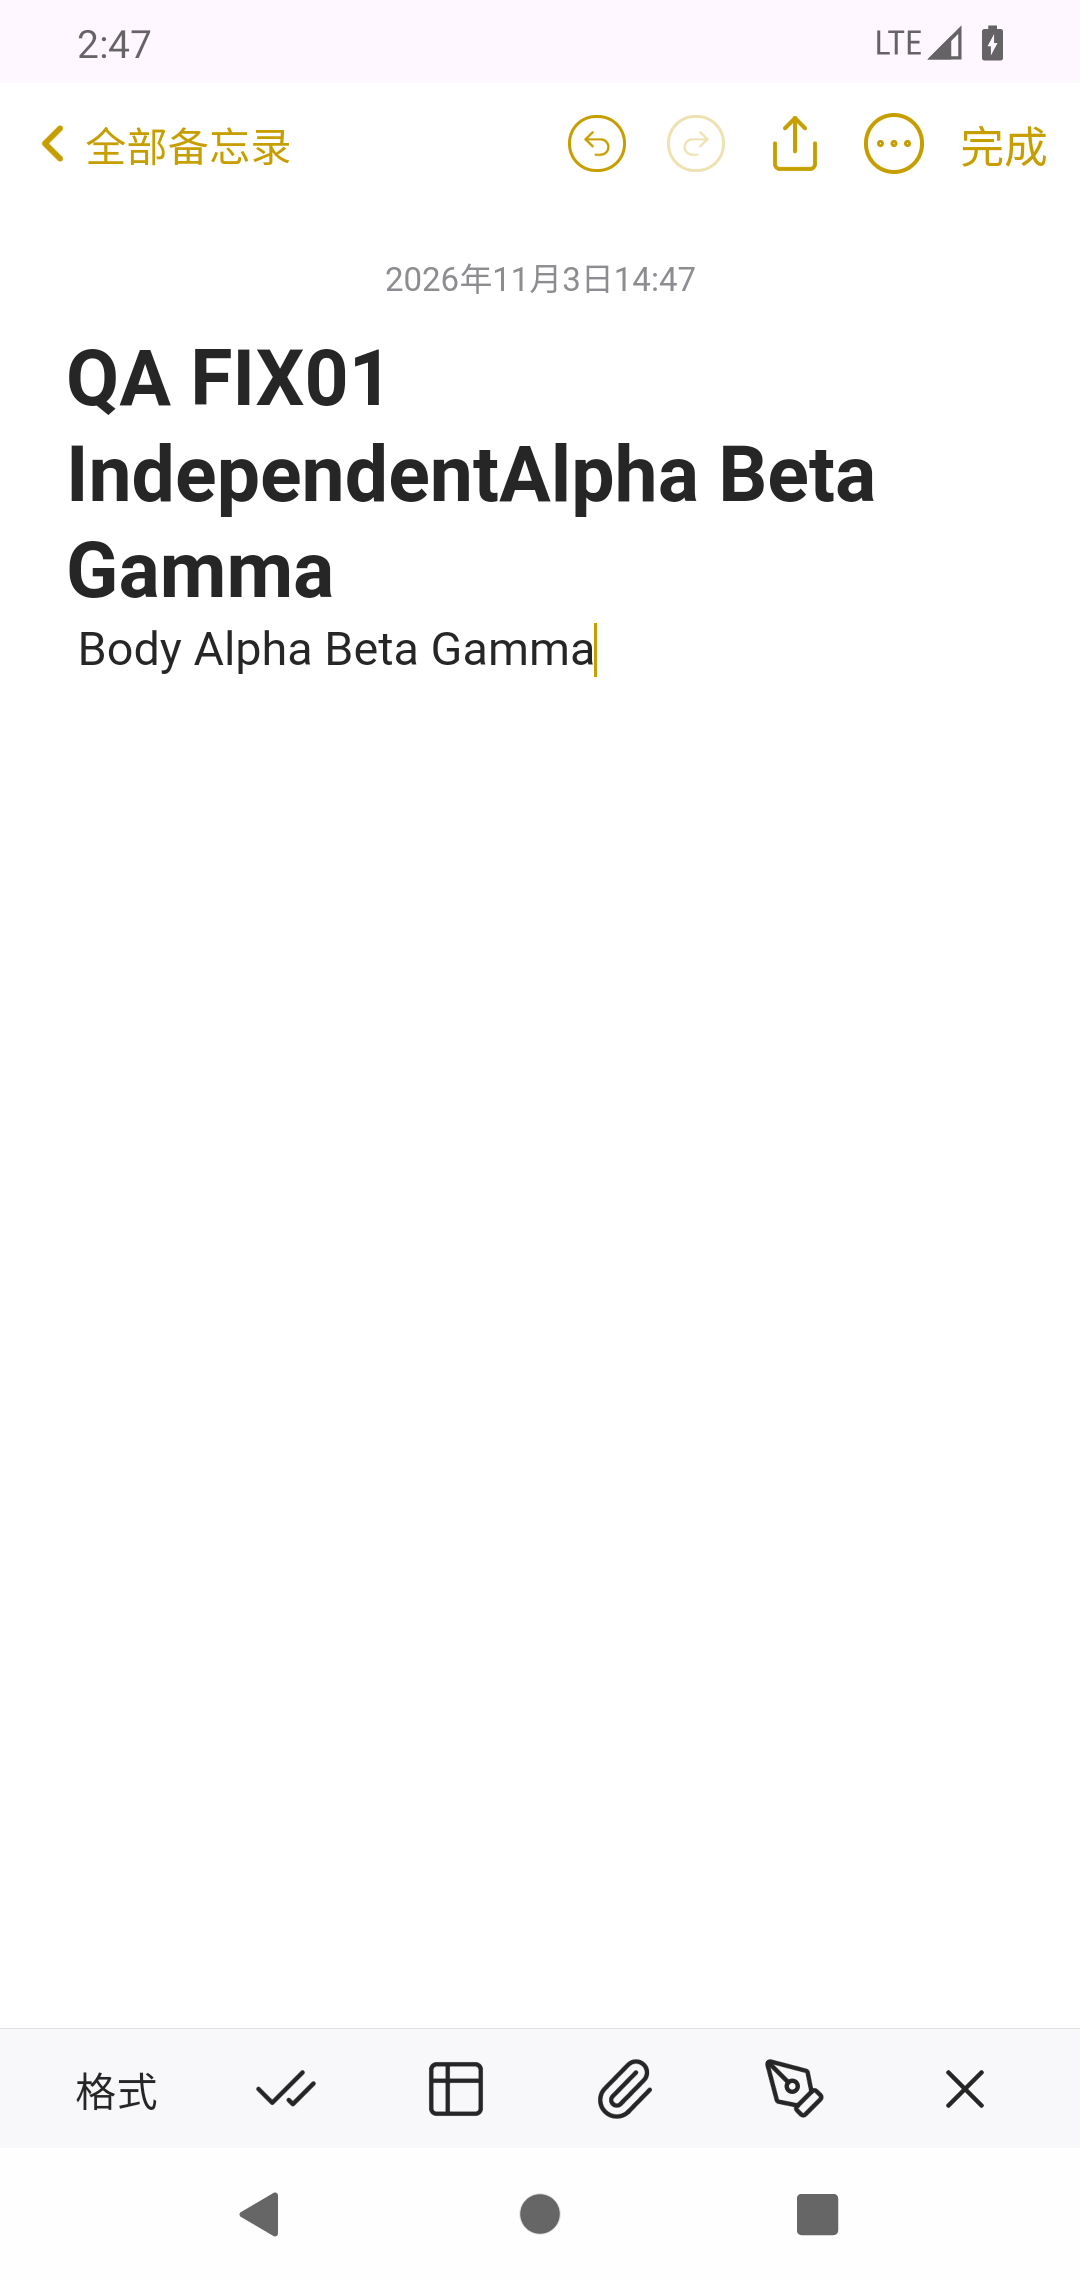 2:47 LTE
全部备忘录 完成
2026年11月3日14:47
QA FIX01
IndependentAlpha Beta
Gamma
Body Alpha Beta Gamma
格式